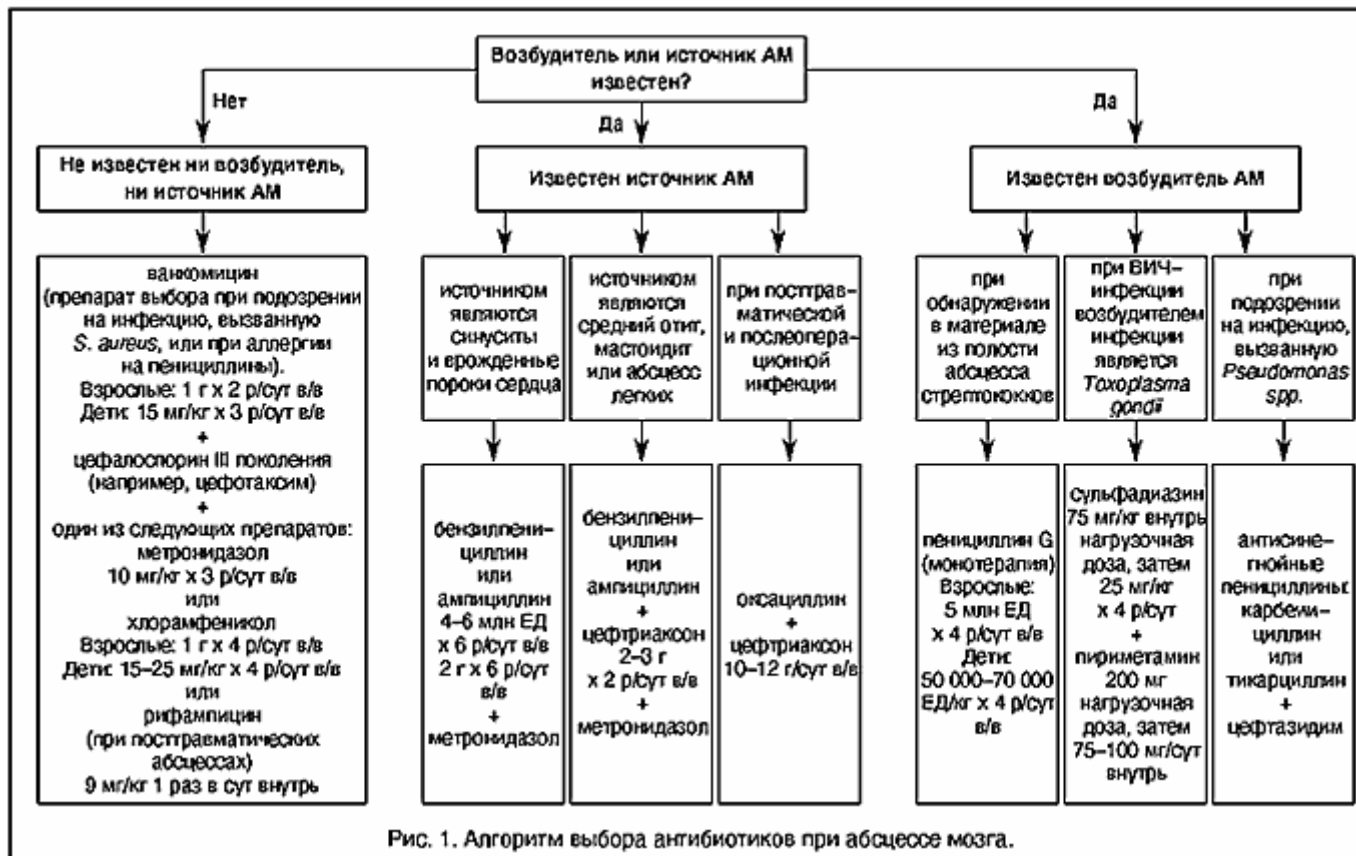 Возбудитель или источник АМ
известен?
Нет
Да
Да
Не известен ни возбудитель,
ни источник АМ
Известен источник АМ
Известен возбудитель АМ
ванкомицин
(препарат выбора при подозрении
на инфекцию, вызванную
S. aureus, или при аллергии
на пенициллины).
Взрослые: 1 г х 2 р/сут в/в
Дети: 15 мг/кг х 3 р/сут в/в
+
цефалоспорин III поколения
(например, цефотаксим)
+
один из следующих препаратов:
метронидазол
10 мг/кг х 3 р/сут в/в
или
хлорамфеникол
Взрослые: 1 г х 4 р/сут в/в
Дети: 15–25 мг/кг х 4 р/сут в/в
или
рифампицин
(при посттравматических
абсцессах)
9 мг/кг 1 раз в сут внутрь
источником
являются
синуситы
и врожденные
пороки сердца
источником
являются
средний отит,
мастоидит
или абсцесс
легких
при посттрав–
матической
и послеопера–
ционной
инфекции
при
обнаружении
в материале
из полости
абсцесса
стрептококков
при ВИЧ–
инфекции
возбудителем
инфекции
является
Toxoplasma
gondii
при
подозрении
на инфекцию,
вызванную
Pseudomonas
spp.
бензилпени–
циллин
или
ампициллин
4–6 млн ЕД
х 6 р/сут в/в
2 г х 6 р/сут
в/в
+
метронидазол
бензилпени–
циллин
или
ампициллин
+
цефтриаксон
2–3 г
х 2 р/сут в/в
+
метронидазол
оксациллин
+
цефтриаксон
10–12 г/сут в/в
пенициллин G
(монотерапия)
Взрослые:
5 млн ЕД
х 4 р/сут в/в
Дети:
50 000–70 000
ЕД/кг х 4 р/сут
в/в
сульфадиазин
75 мг/кг внутрь
нагрузочная
доза, затем
25 мг/кг
х 4 р/сут
+
пириметамин
200 мг
нагрузочная
доза, затем
75–100 мг/сут
внутрь
антисине–
гнойные
пенициллины:
карбени–
циллин
или
тикарциллин
+
цефтазидим
Рис. 1. Алгоритм выбора антибиотиков при абсцессе мозга.